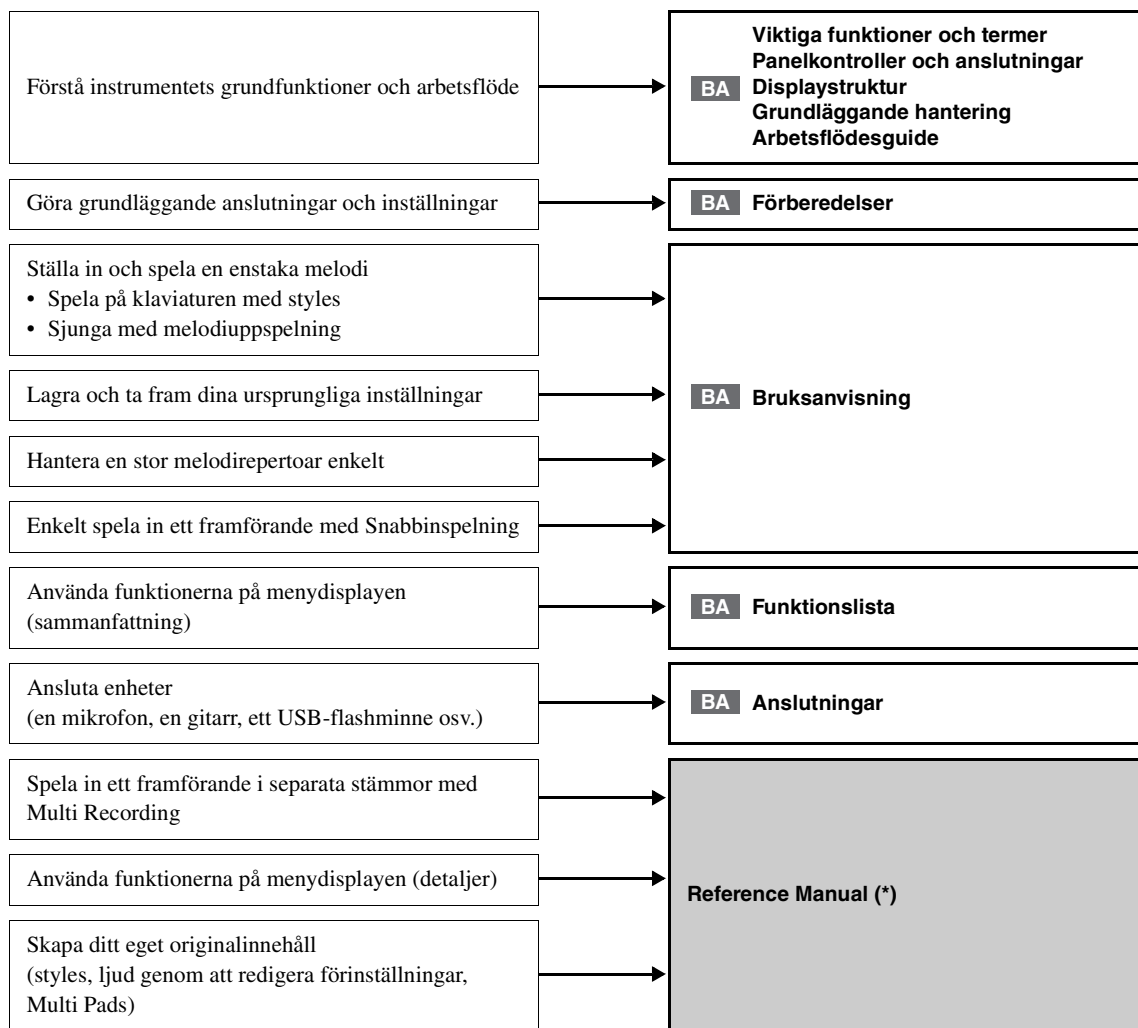 Förstå instrumentets grundfunktioner och arbetsflöde
BA
Viktiga funktioner och termer
Panelkontroller och anslutningar
Displaystruktur
Grundläggande hantering
Arbetsflödesguide
Göra grundläggande anslutningar och inställningar
BA Förberedelser
Ställa in och spela en enstaka melodi
• Spela på klaviaturen med styles
• Sjunga med melodiuppspelning
Lagra och ta fram dina ursprungliga inställningar
Hantera en stor melodirepertoar enkelt
Enkelt spela in ett framförande med Snabbinspelning
BA Bruksanvisning
Använda funktionerna på menydisplayen
(sammanfattning)
BA Funktionslista
Ansluta enheter
(en mikrofon, en gitarr, ett USB-flashminne osv.)
BA Anslutningar
Spela in ett framförande i separata stämmor med
Multi Recording
Använda funktionerna på menydisplayen (detaljer)
Skapa ditt eget originalinnehåll
(styles, ljud genom att redigera förinställningar,
Multi Pads)
Reference Manual (*)